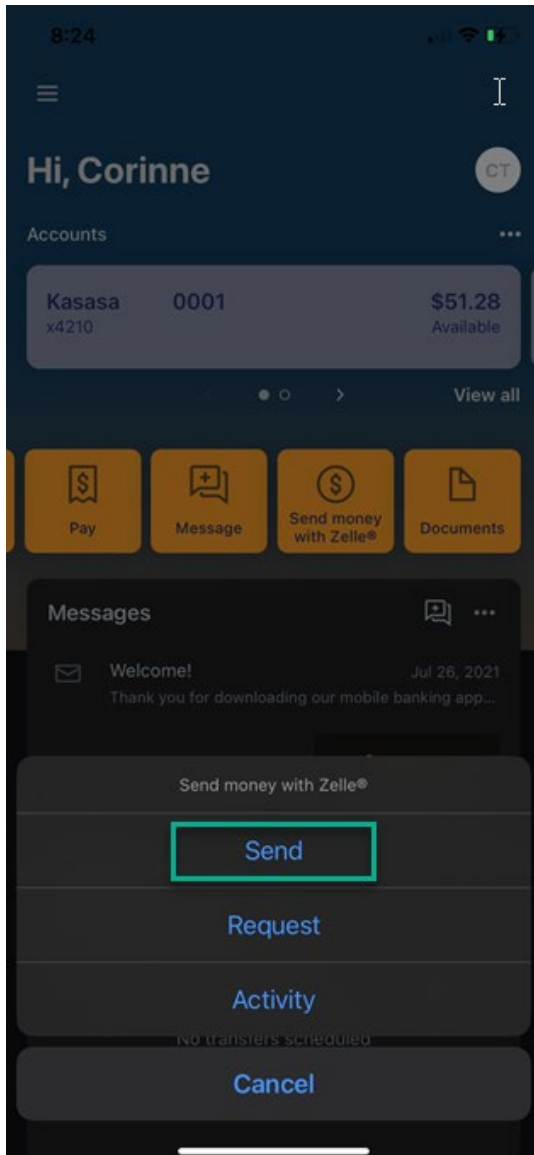 8:24
Hi, Corinne
CT
Accounts
Kasasa 0001 $51.28
x4210 Available
View all
Pay
Message
Send money
with Zelle®
Documents
Messages
Welcome! Jul 26, 2021
Thank you for downloading our mobile banking app...
Send money with Zelle®
Send
Request
Activity
No transfers scheduled
Cancel